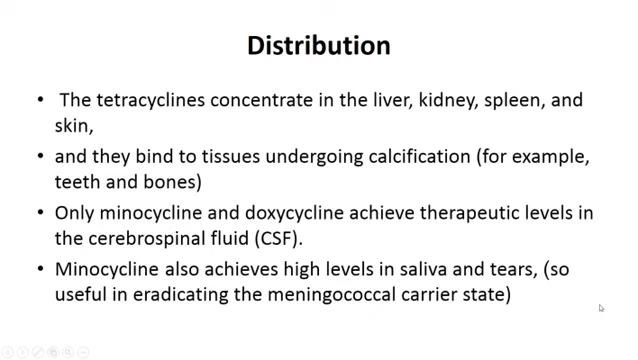 Distribution
• The tetracyclines concentrate in the liver, kidney, spleen, and
skin,
• and they bind to tissues undergoing calcification (for example,
teeth and bones)
• Only minocycline and doxycycline achieve therapeutic levels in
the cerebrospinal fluid (CSF).
• Minocycline also achieves high levels in saliva and tears, (so
useful in eradicating the meningococcal carrier state)